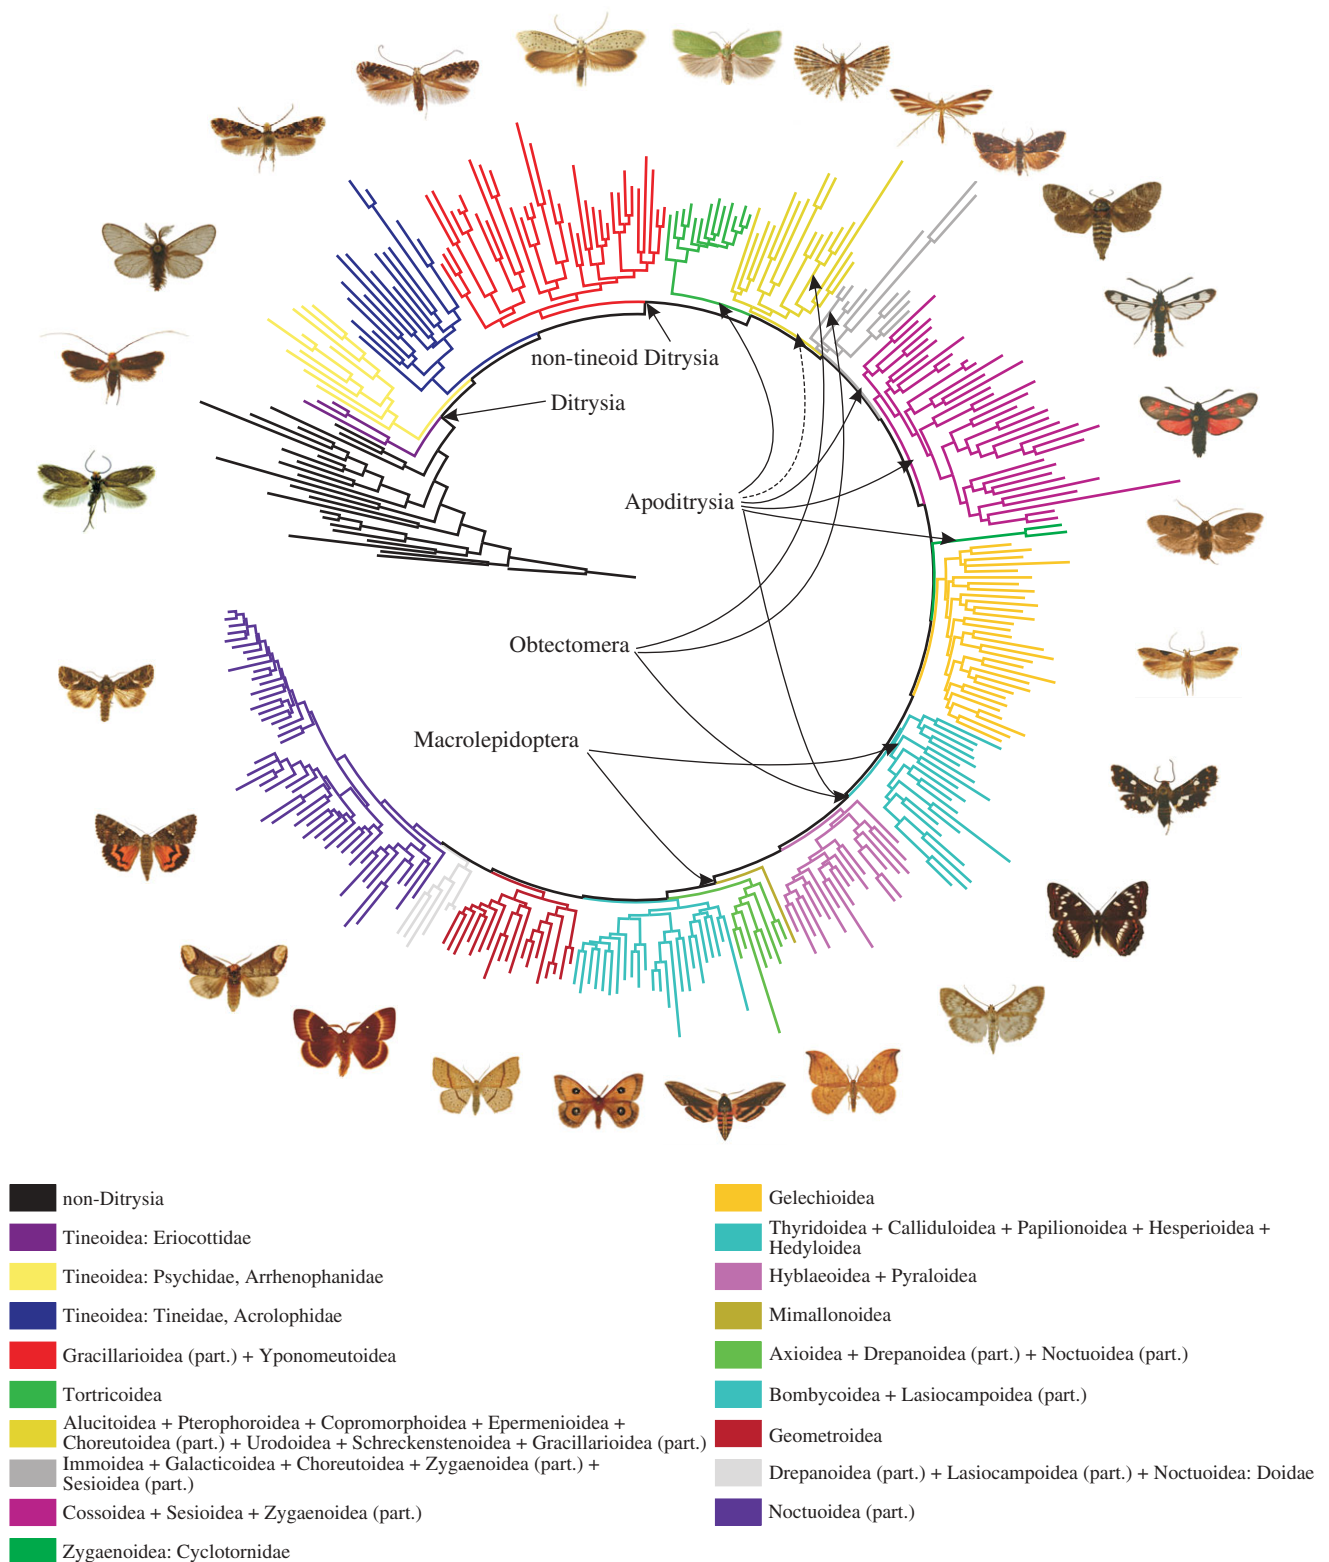 non-tineoid Ditrysia
Ditrysia
Apoditrysia
Obtectomera
Macrolepidoptera
non-Ditrysia
Tineoidea: Eriocottidae
Tineoidea: Psychidae, Arrhenophanidae
Tineoidea: Tineidae, Acrolophidae
Gracillarioidea (part.) + Yponomeutoidea
Tortricoidea
Alucitoidea + Pterophoroidea + Copromorphoidea + Epermenioidea +
Choreutoidea (part.) + Urodoidea + Schreckenstenoidea + Gracillarioidea (part.)
Immoidea + Galacticoidea + Choreutoidea + Zygaenoidea (part.) +
Sesioidea (part.)
Cossoidea + Sesioidea + Zygaenoidea (part.)
Zygaenoidea: Cyclotornidae
Gelechioidea
Thyridoidea + Calliduloidea + Papilionoidea + Hesperioidea +
Hedyloidea
Hyblaeoidea + Pyraloidea
Mimallonoidea
Axioidea + Drepanoidea (part.) + Noctuoidea (part.)
Bombycoidea + Lasiocampoidea (part.)
Geometroidea
Drepanoidea (part.) + Lasiocampoidea (part.) + Noctuoidea: Doidae
Noctuoidea (part.)